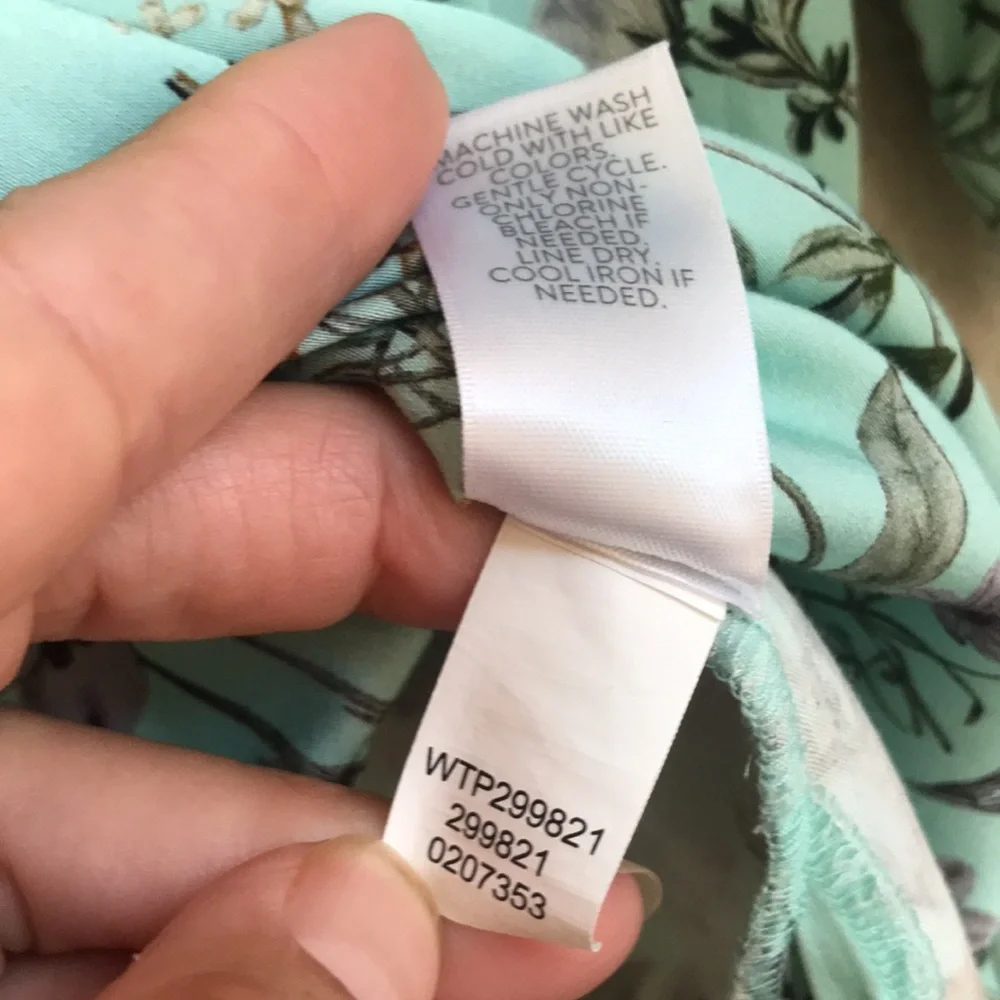 MACHINE WASH
COLD WITH LIKE
COLORS.
GENTLE CYCLE.
ONLY NON-
CHLORINE
BLEACH IF
NEEDED.
LINE DRY.
COOL IRON IF
NEEDED.
WTP299821
299821
0207353